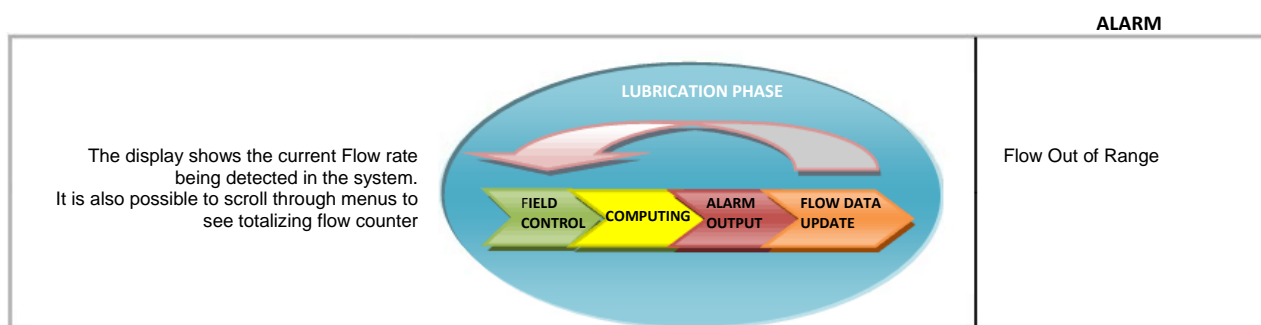 ALARM
The display shows the current Flow rate
being detected in the system.
It is also possible to scroll through menus to
see totalizing flow counter
LUBRICATION PHASE
FIELD
CONTROL
COMPUTING
ALARM
OUTPUT
FLOW DATA
UPDATE
Flow Out of Range